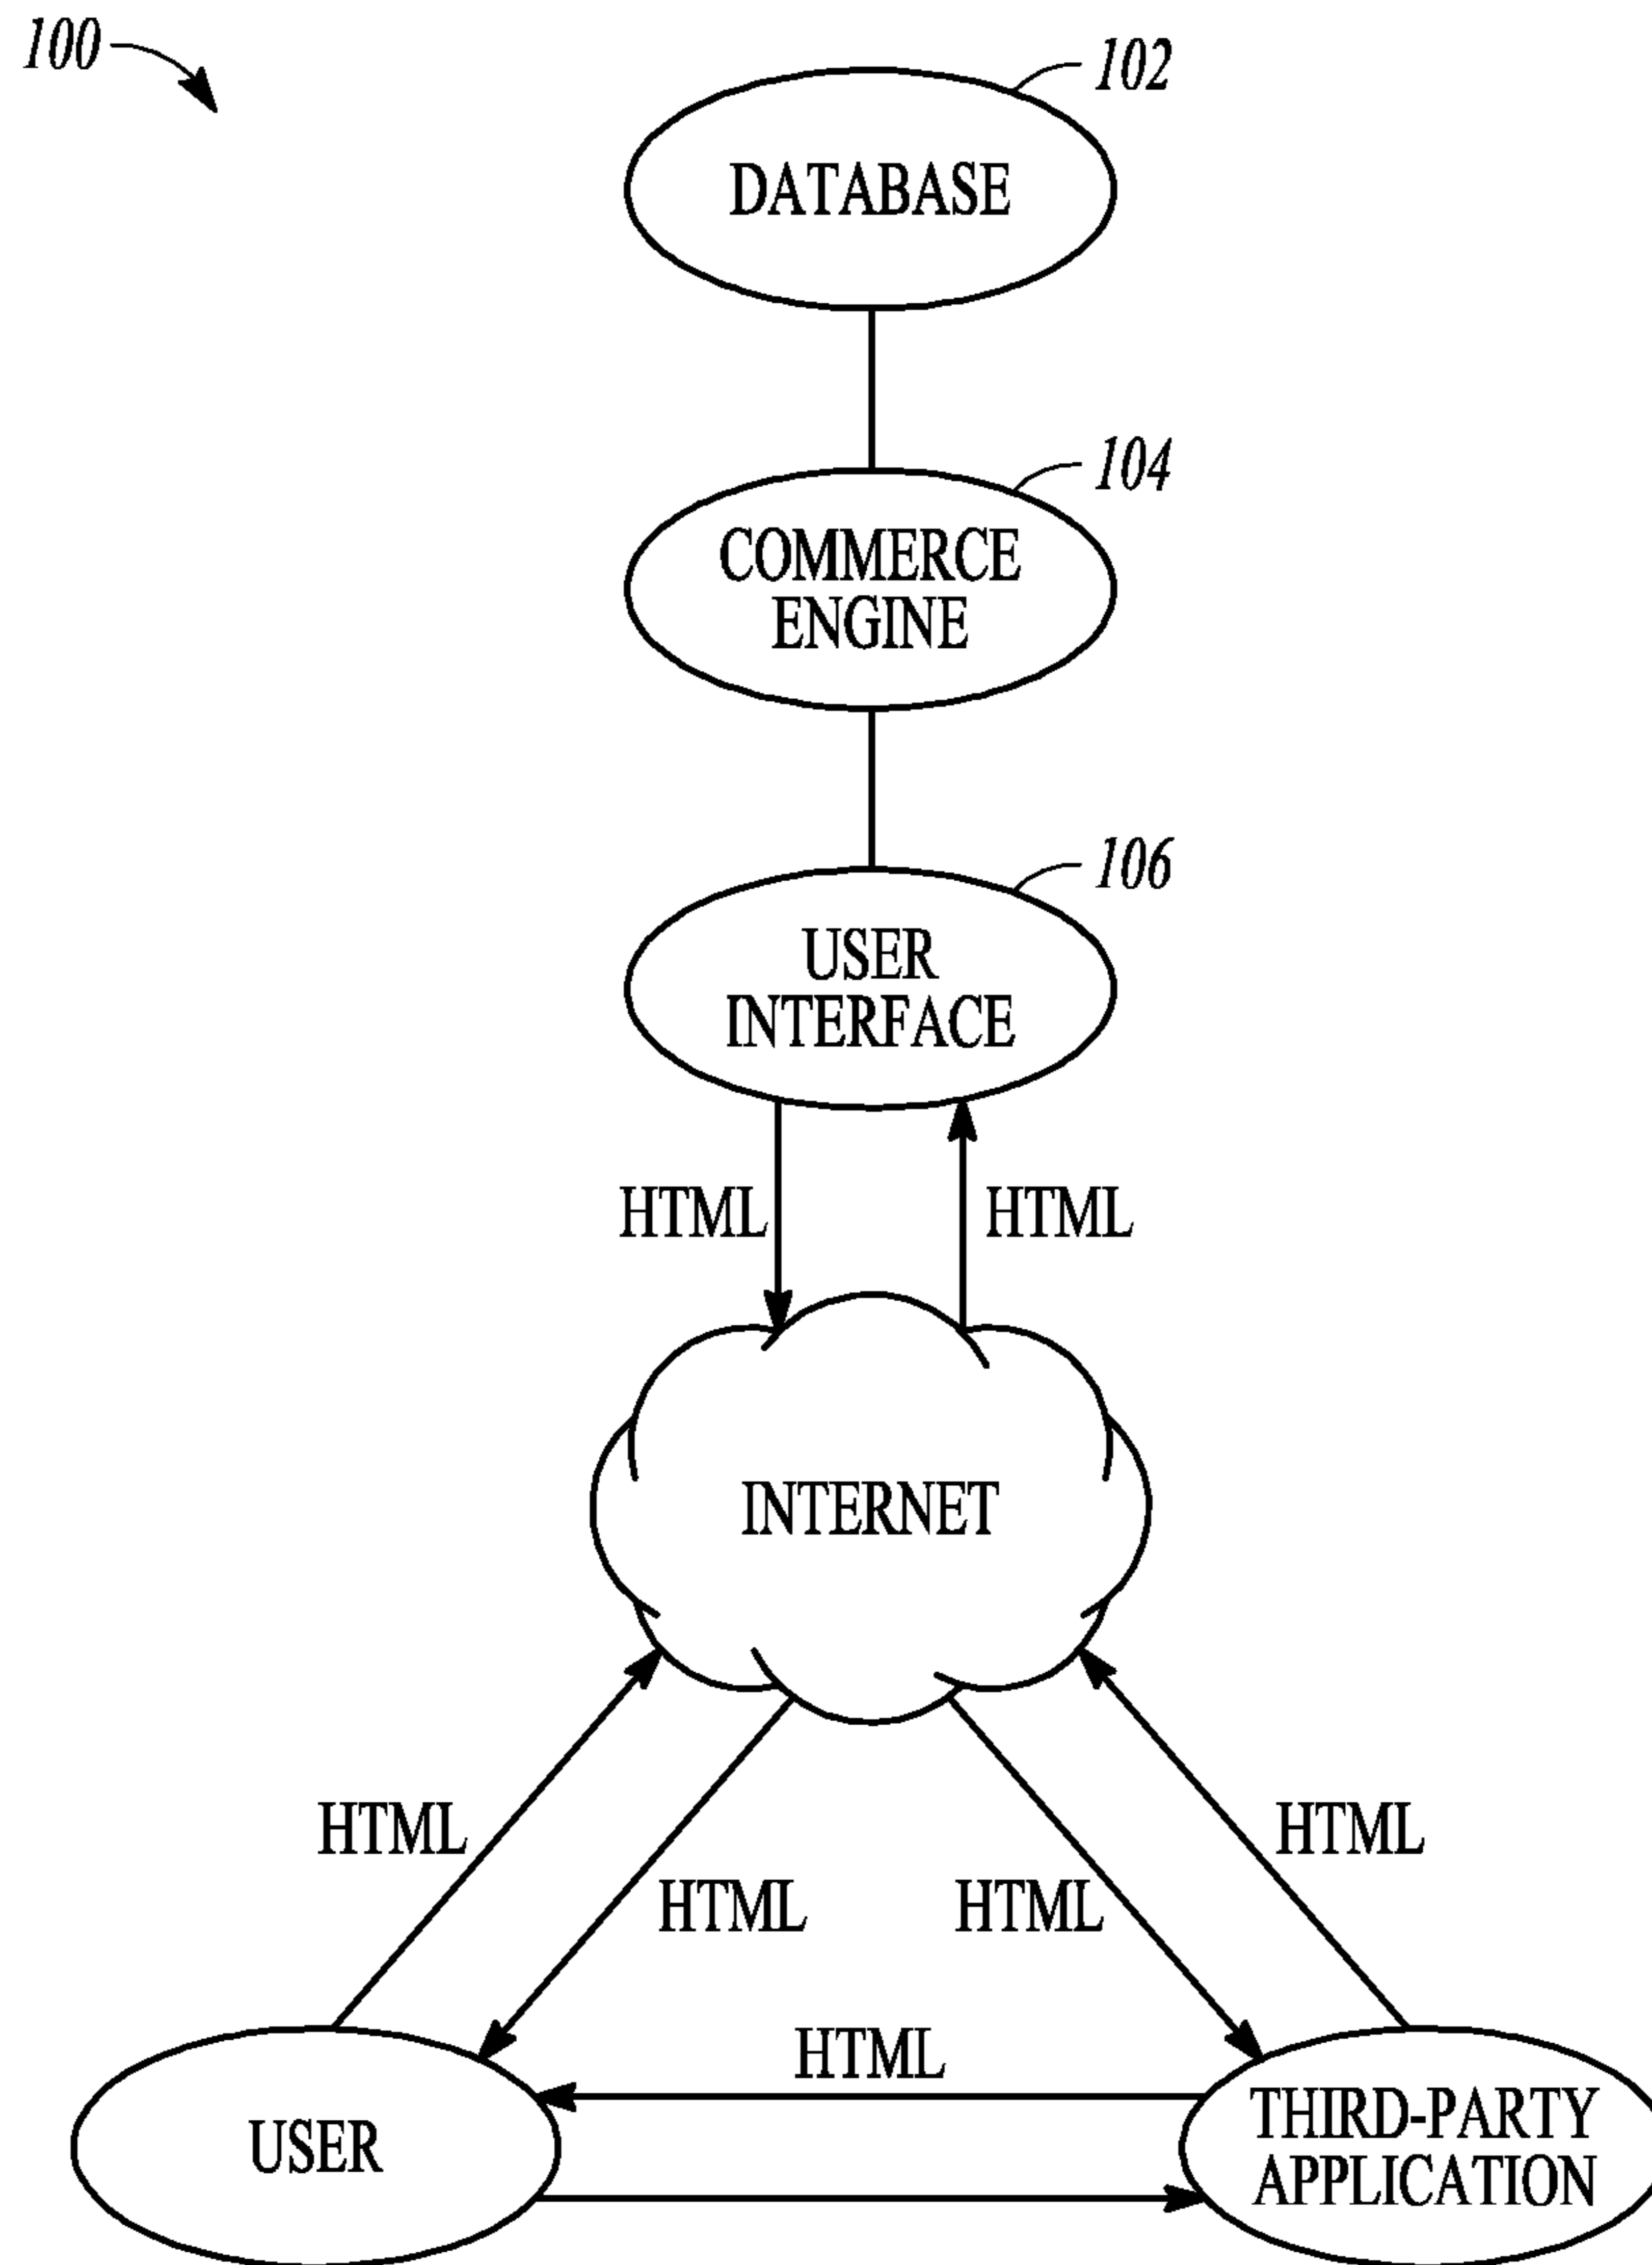 100
102
DATABASE
104
COMMERCE
ENGINE
106
USER
INTERFACE
HTML
HTML
INTERNET
HTML
HTML
HTML
HTML
HTML
USER
THIRD-PARTY
APPLICATION